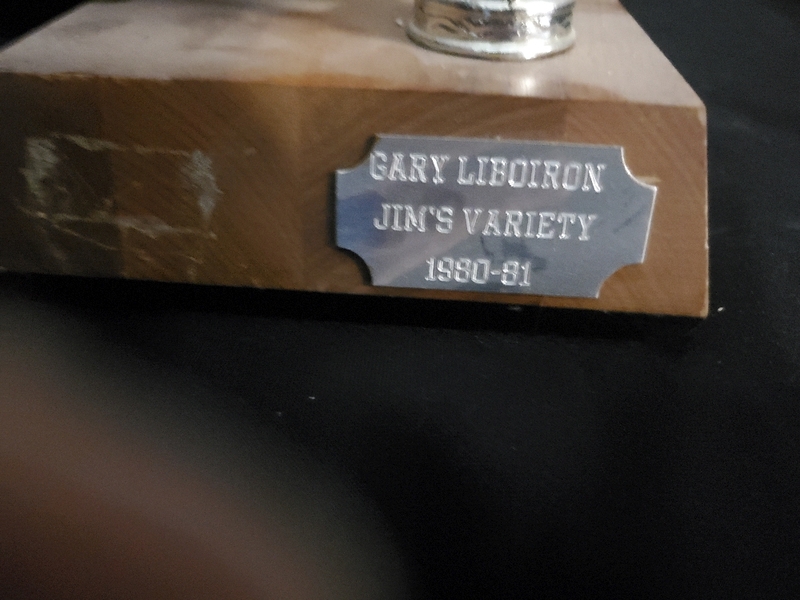 GARY LIBOIRON
JIM'S VARIETY
1980-81